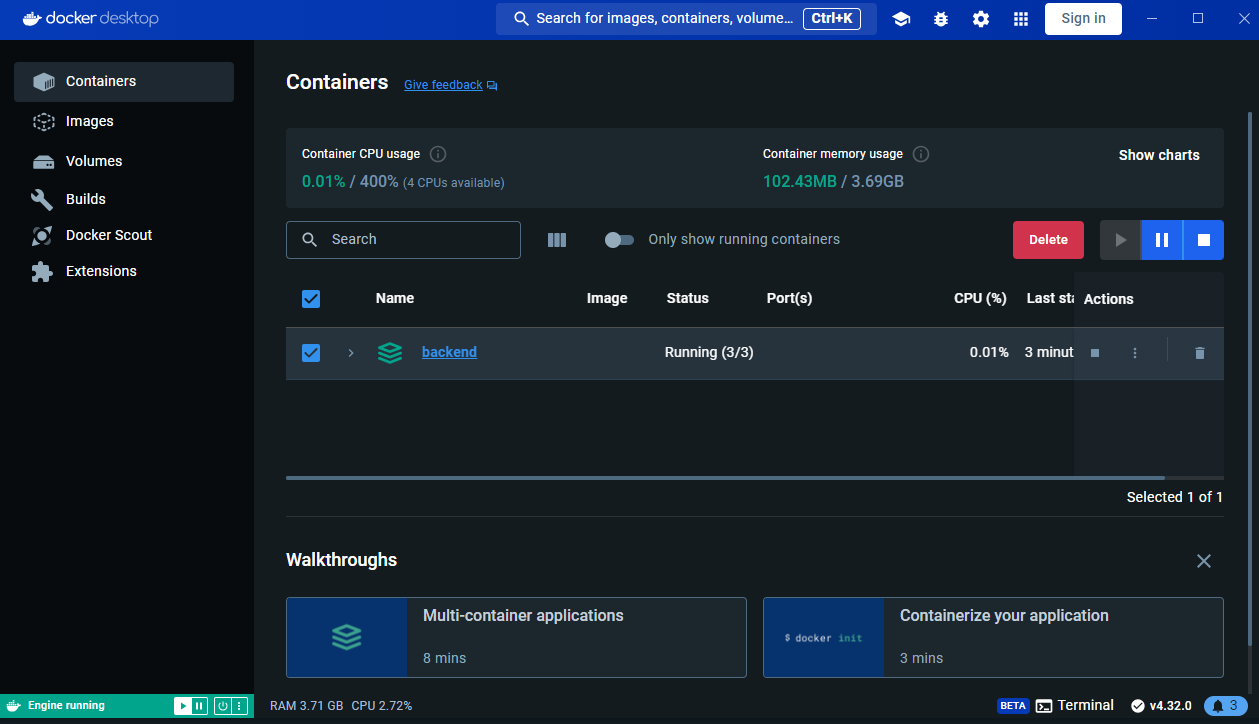 docker desktop
Search for images, containers, volume...
Ctrl+K
Sign in
Containers
Images
Volumes
Builds
Docker Scout
Extensions
Containers
Give feedback
Container CPU usage
0.01% / 400% (4 CPUs available)
Container memory usage
102.43MB / 3.69GB
Show charts
Search
Only show running containers
Delete
Name Image Status Port(s) CPU (%) Last sta Actions
backend Running (3/3) 0.01% 3 minut
Selected 1 of 1
Walkthroughs
Multi-container applications
8 mins
$ docker init
Containerize your application
3 mins
Engine running
RAM 3.71 GB CPU 2.72%
BETA
Terminal
v4.32.0
3